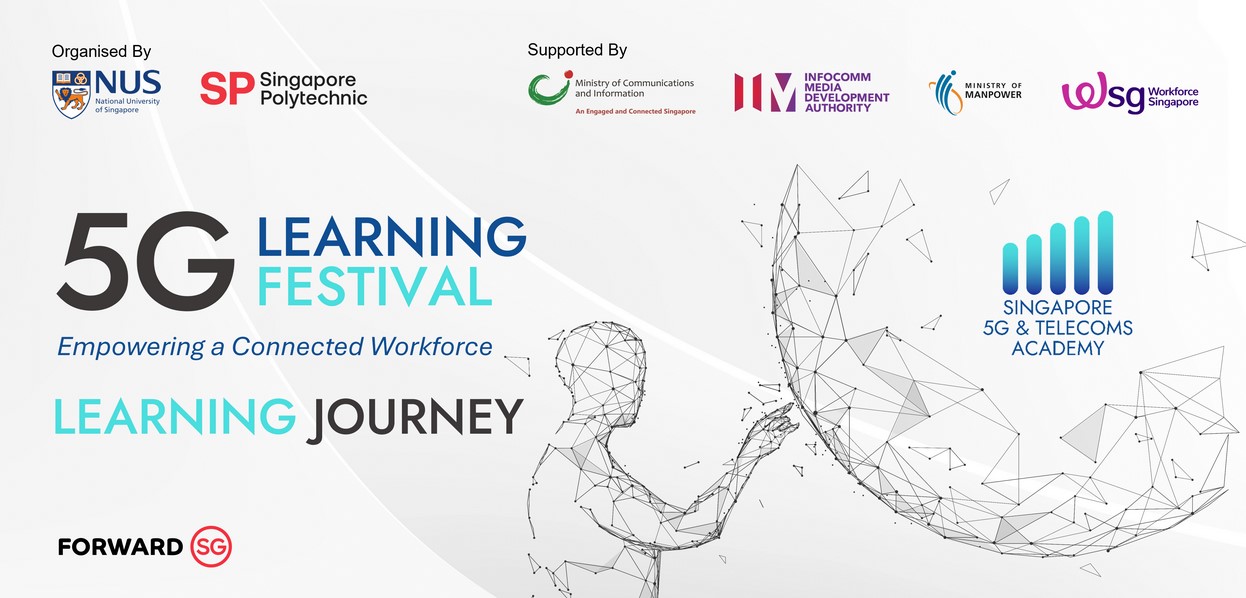 Organised By
NUS
National University
of Singapore
SP Singapore
Polytechnic
Supported By
Ministry of Communications
and Information
An Engaged and Connected Singapore
INFOCOMM
MEDIA
DEVELOPMENT
AUTHORITY
MINISTRY OF
MANPOWER
Wsg Workforce
Singapore
5G LEARNING
FESTIVAL
Empowering a Connected Workforce
LEARNING JOURNEY
SINGAPORE
5G & TELECOMS
ACADEMY
FORWARD SG